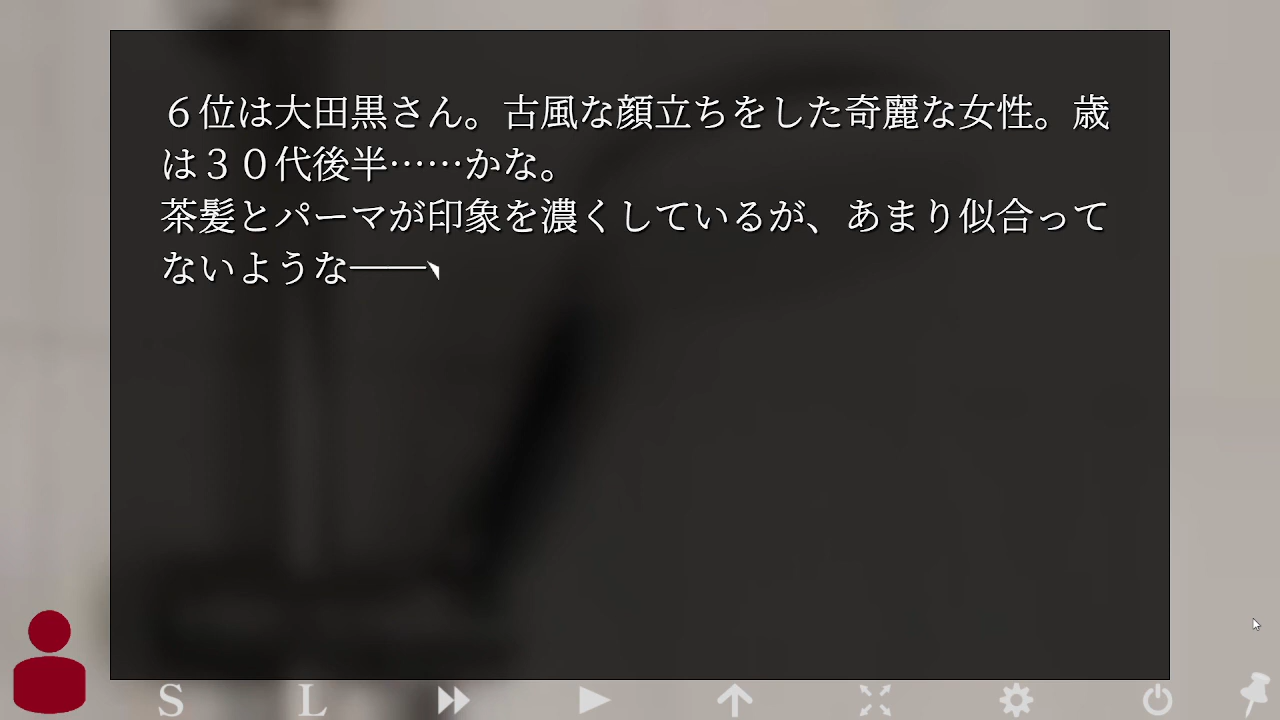 ６位は大田黒さん。古風な顔立ちをした奇麗な女性。歳
は３０代後半……かな。
茶髪とパーマが印象を濃くしているが、あまり似合って
ないような――
S L